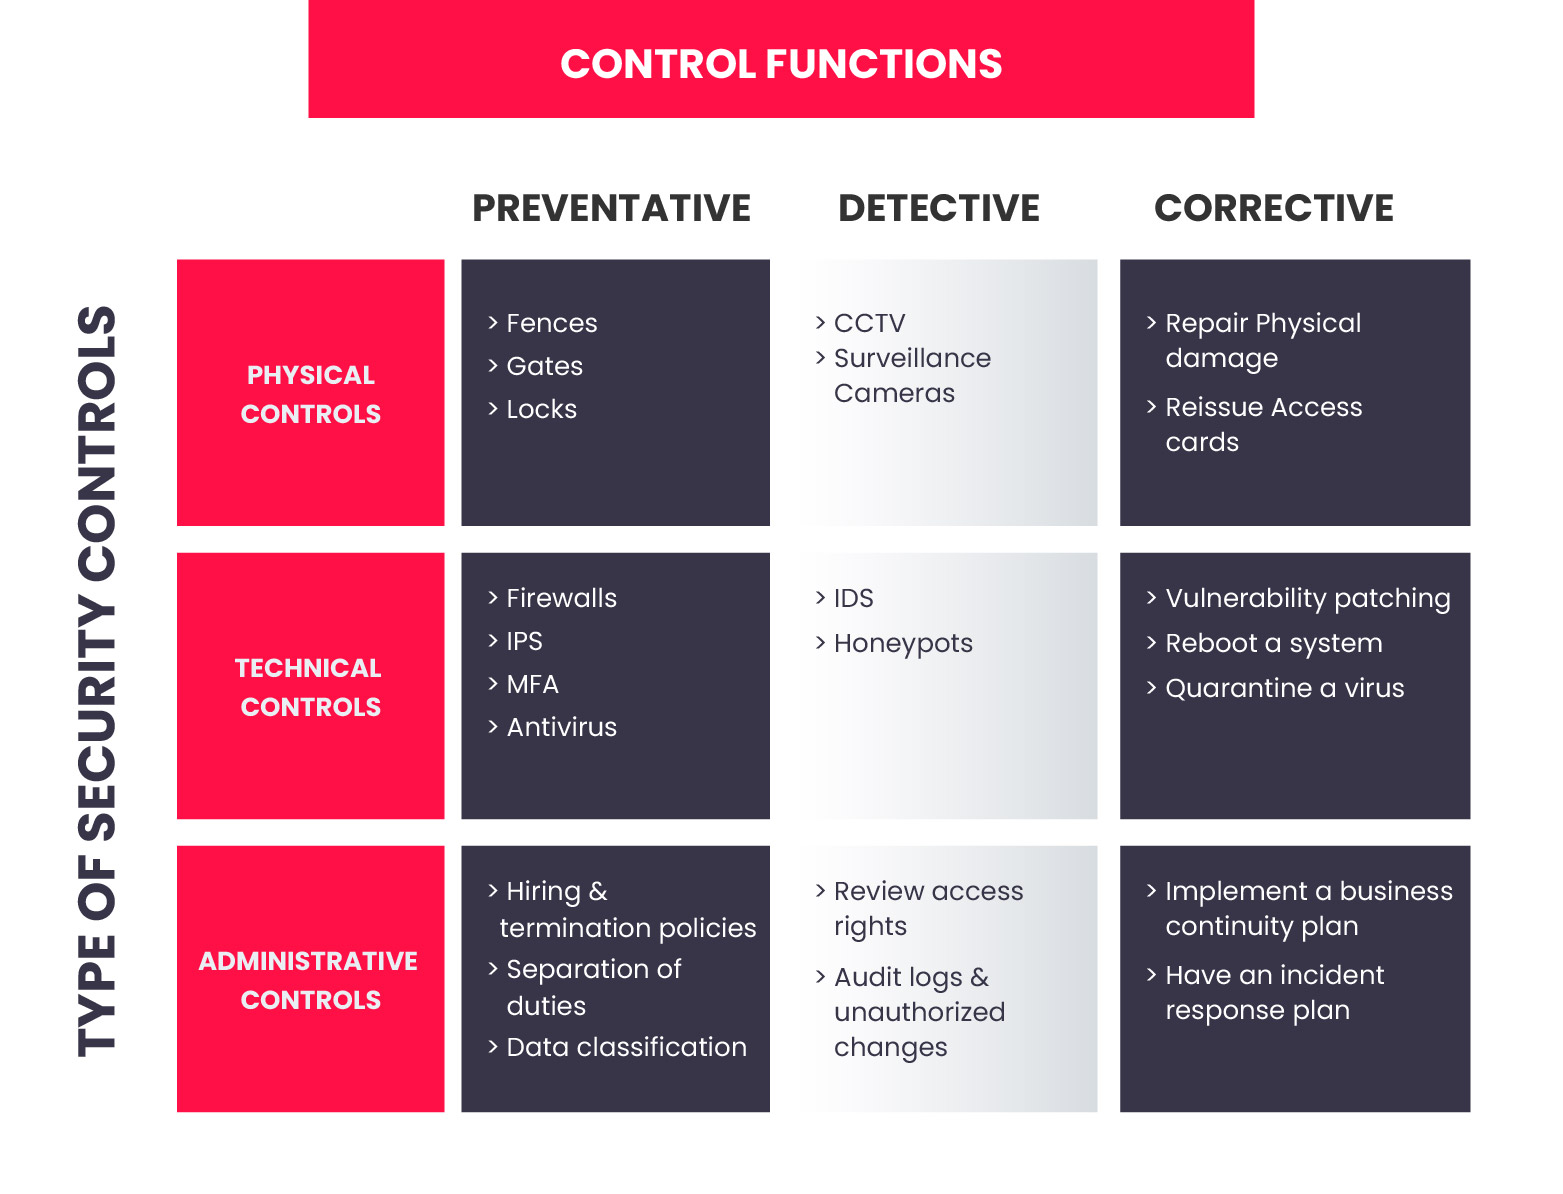 CONTROL FUNCTIONS
PREVENTATIVE
DETECTIVE
CORRECTIVE
TYPE OF SECURITY CONTROLS
PHYSICAL
CONTROLS
> Fences
> Gates
> Locks
> CCTV
> Surveillance
Cameras
> Repair Physical
damage
> Reissue Access
cards
TECHNICAL
CONTROLS
> Firewalls
> IPS
> MFA
> Antivirus
> IDS
> Honeypots
> Vulnerability patching
> Reboot a system
> Quarantine a virus
ADMINISTRATIVE
CONTROLS
> Hiring &
termination policies
> Separation of
duties
> Data classification
> Review access
rights
> Audit logs &
unauthorized
changes
> Implement a business
continuity plan
> Have an incident
response plan